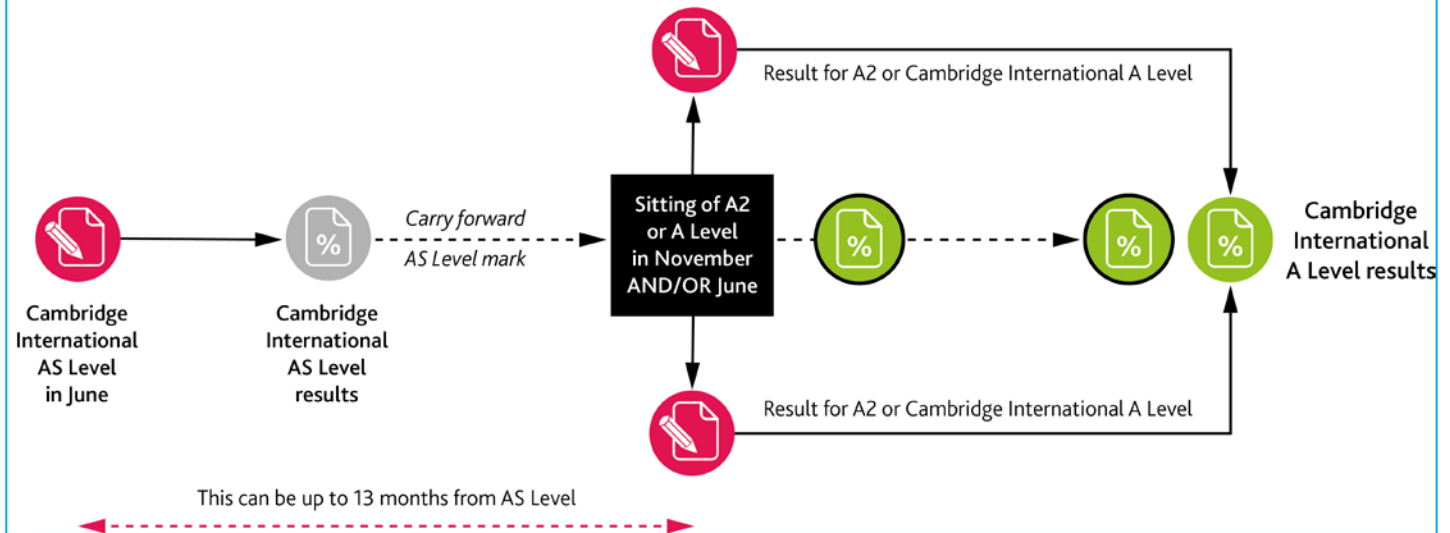 Result for A2 or Cambridge International A Level
Cambridge
International
AS Level
in June
%
Cambridge
International
AS Level
results
Carry forward
AS Level mark
Sitting of A2
or A Level
in November
AND/OR June
%
%
%
Cambridge
International
A Level results
Result for A2 or Cambridge International A Level
This can be up to 13 months from AS Level